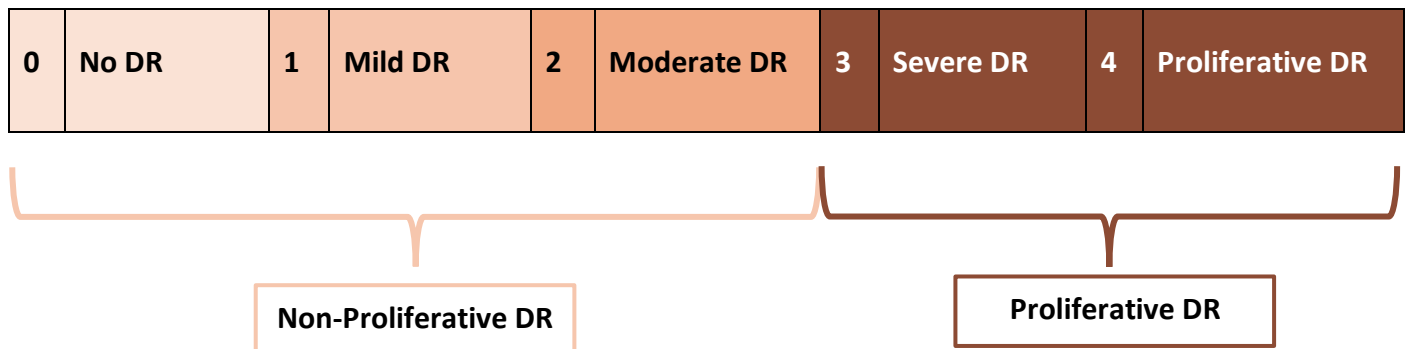 0 No DR 1 Mild DR 2 Moderate DR 3 Severe DR 4 Proliferative DR
Non-Proliferative DR
Proliferative DR